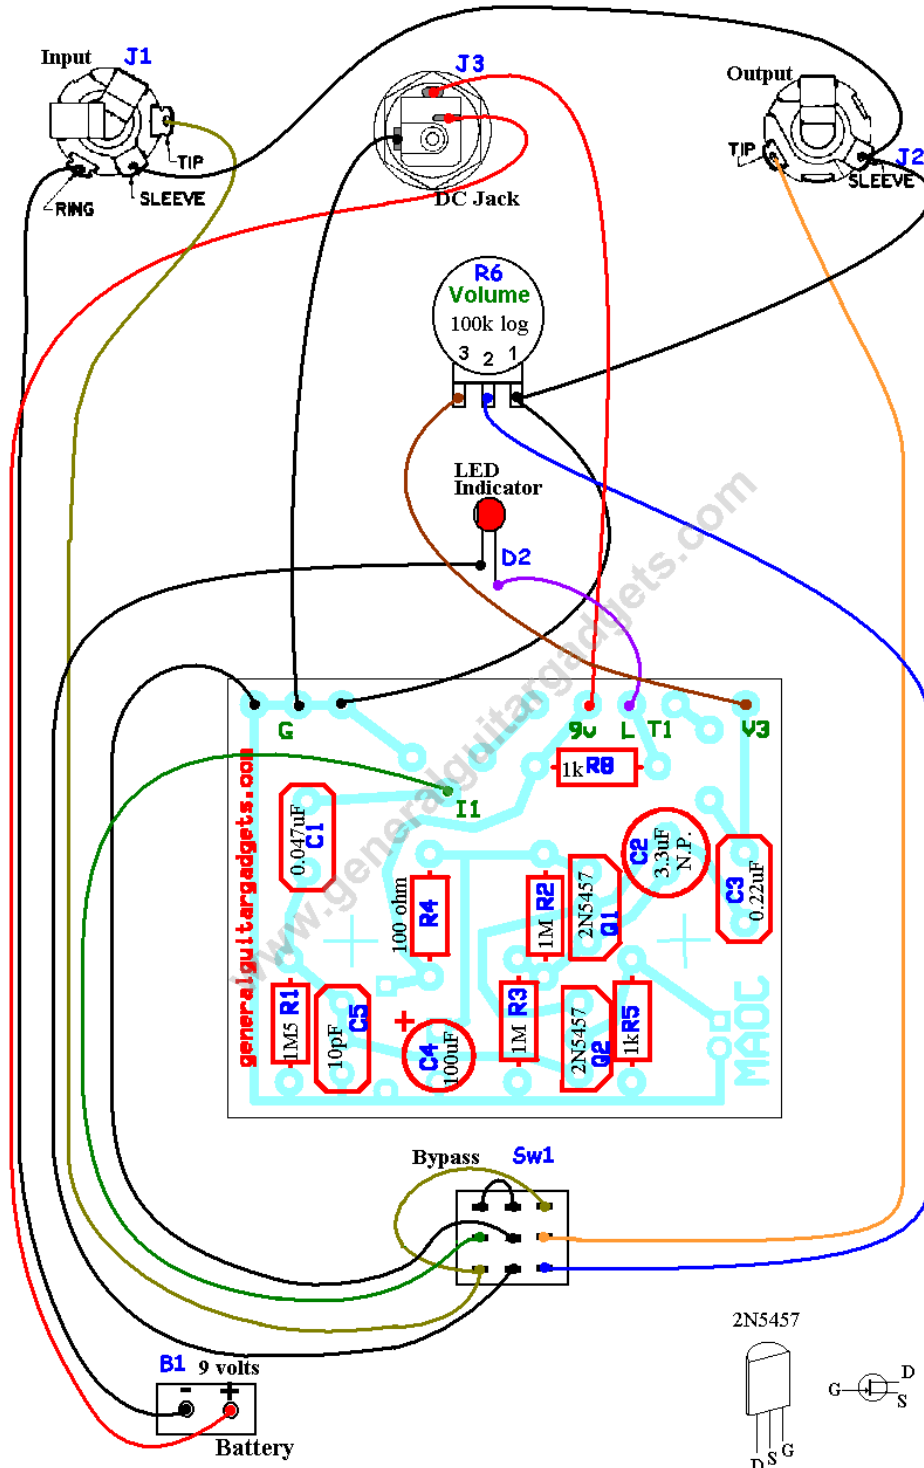 Input
J1
TIP
SLEEVE
RING
J3
DC Jack
Output
TIP
J2
SLEEVE
R6
Volume
100k log
3 2 1
LED
Indicator
D2
www.generalguitargadgets.com
generalguitargadgets.com
G
9v
L
T1
V3
I1
1k R8
0.047uF C1
100 ohm R4
1M R2
2N5457 Q1
C2 3.3uF N.P.
C3 0.22uF
1M5 R1
10pF C5
+
C4 100uF
1M R3
2N5457 Q2
1k R5
MAOC
Bypass
Sw1
B1 9 volts
- +
Battery
2N5457
D S G
G D S